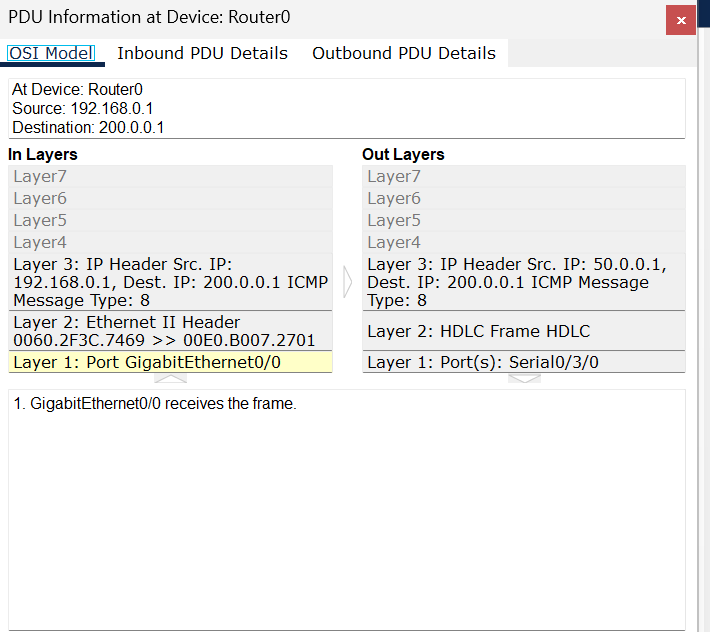 PDU Information at Device: Router0
x
OSI Model Inbound PDU Details Outbound PDU Details
At Device: Router0
Source: 192.168.0.1
Destination: 200.0.0.1
In Layers
Layer7
Layer6
Layer5
Layer4
Layer 3: IP Header Src. IP:
192.168.0.1, Dest. IP: 200.0.0.1 ICMP
Message Type: 8
Layer 2: Ethernet II Header
0060.2F3C.7469 >> 00E0.B007.2701
Layer 1: Port GigabitEthernet0/0
Out Layers
Layer7
Layer6
Layer5
Layer4
Layer 3: IP Header Src. IP: 50.0.0.1,
Dest. IP: 200.0.0.1 ICMP Message
Type: 8
Layer 2: HDLC Frame HDLC
Layer 1: Port(s): Serial0/3/0
1. GigabitEthernet0/0 receives the frame.